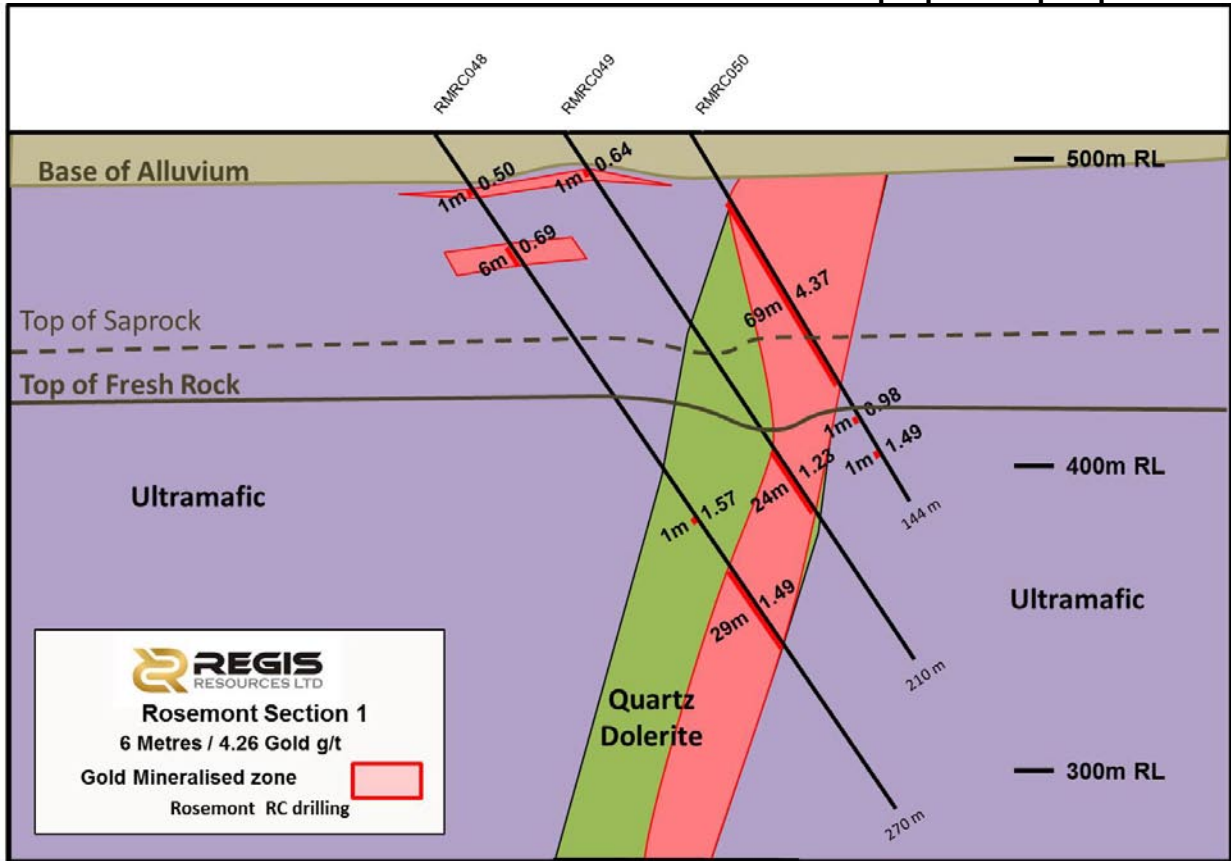 RMRC048
RMRC049
RMRC050
Base of Alluvium
500m RL
1m 0.50
1m 0.64
6m 0.69
69m 4.37
Top of Saprock
Top of Fresh Rock
1m 0.98
1m 1.49
24m 1.23
400m RL
Ultramafic
1m 1.57
144 m
29m 1.49
Ultramafic
210 m
Quartz
Dolerite
300m RL
270 m
REGIS
RESOURCES LTD
Rosemont Section 1
6 Metres / 4.26 Gold g/t
Gold Mineralised zone
Rosemont RC drilling